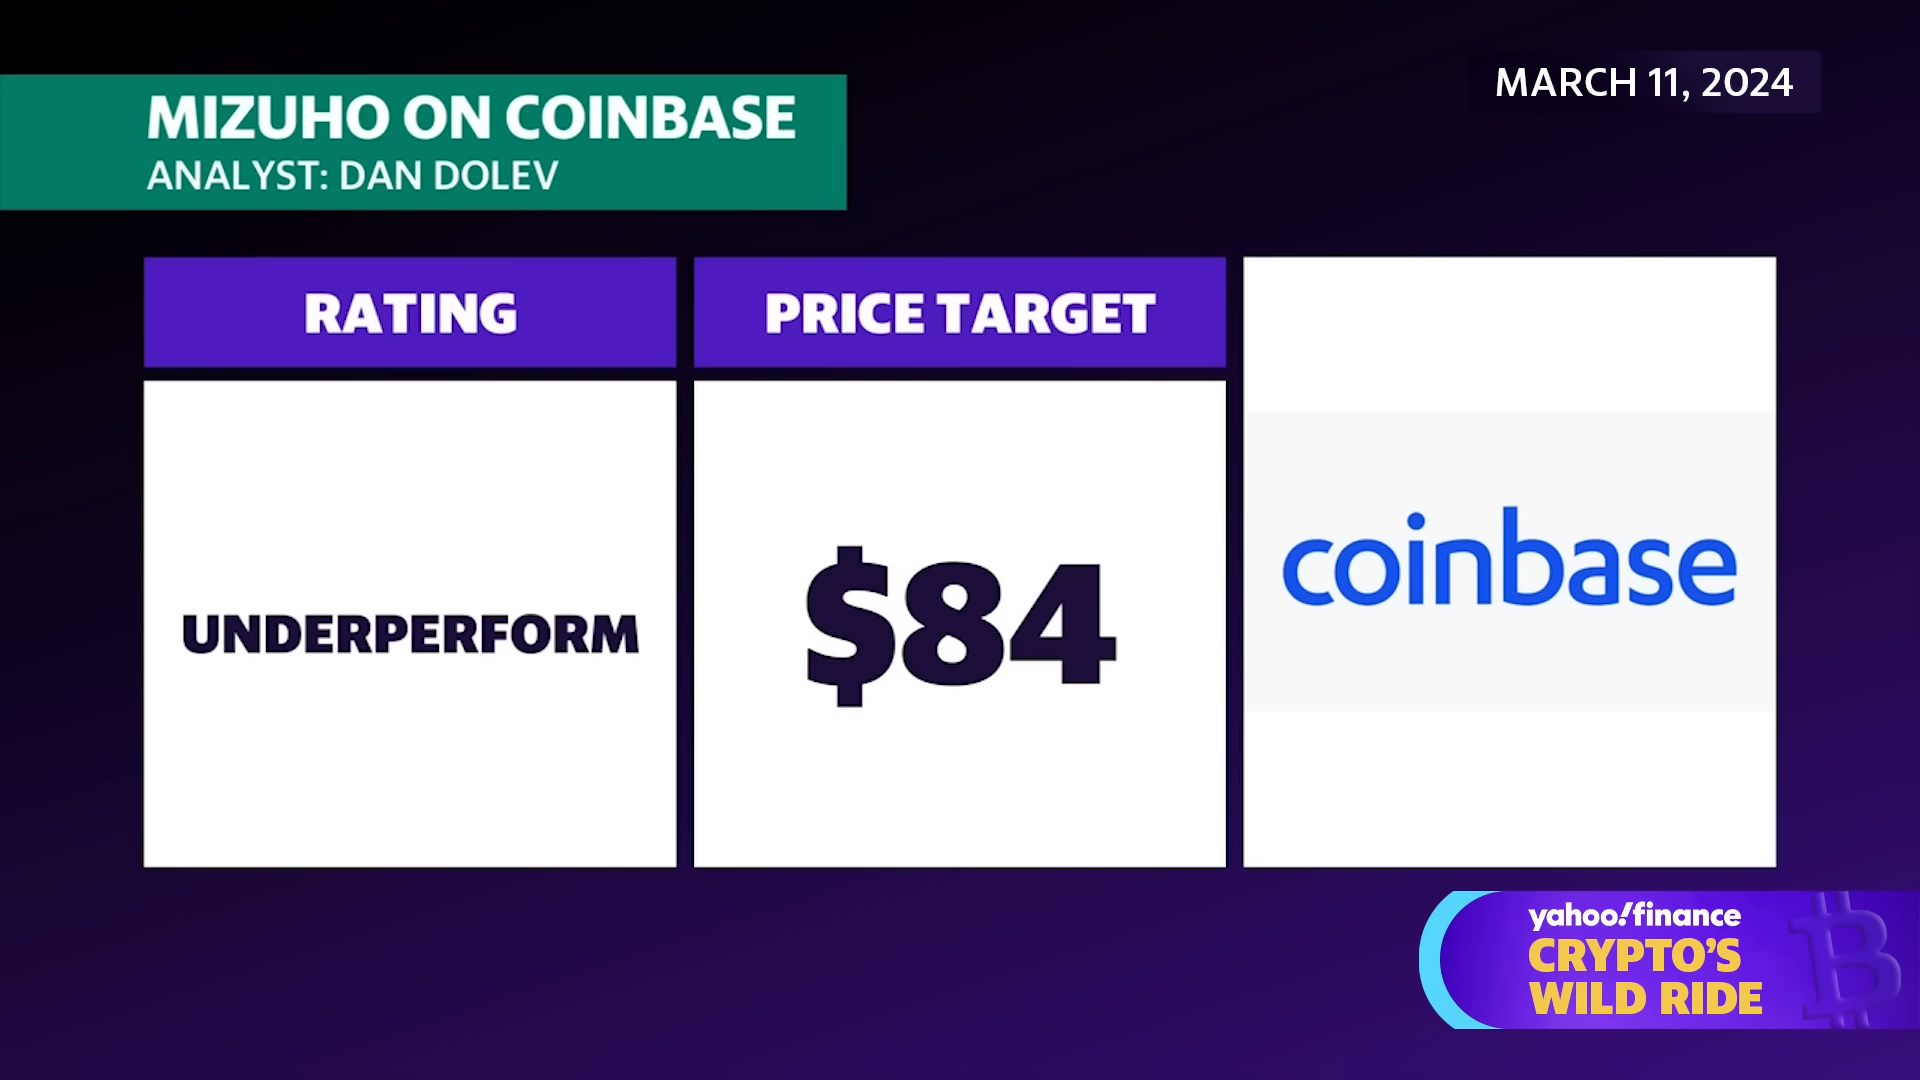 MARCH 11, 2024
MIZUHO ON COINBASE
ANALYST: DAN DOLEV
RATING
PRICE TARGET
UNDERPERFORM
$84
coinbase
yahoo!finance
CRYPTO'S
WILD RIDE